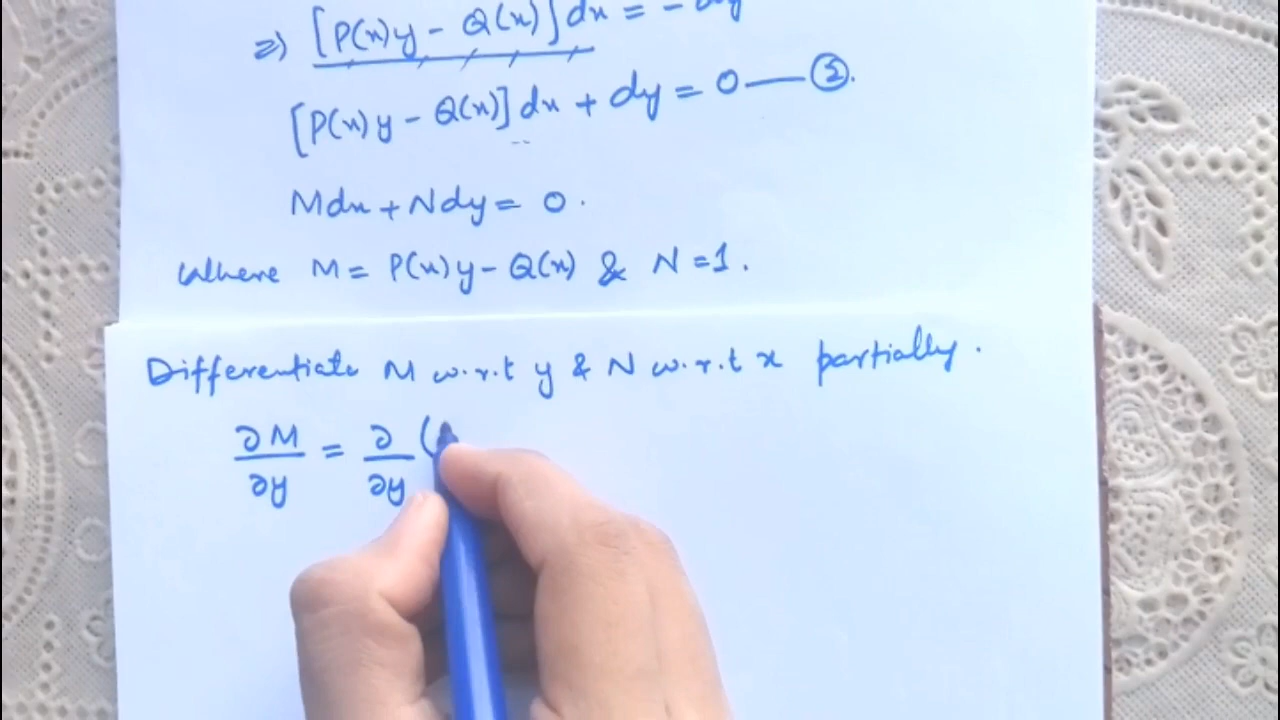 ⇒ [P(x)y - Q(x)]dx = - dy
[P(x)y - Q(x)]dx + dy = 0 — ②.
Mdx + Ndy = 0.
Where M = P(x)y - Q(x) & N = 1.
Differentiate M w.r.t y & N w.r.t x partially.
∂M/∂y = ∂/∂y (